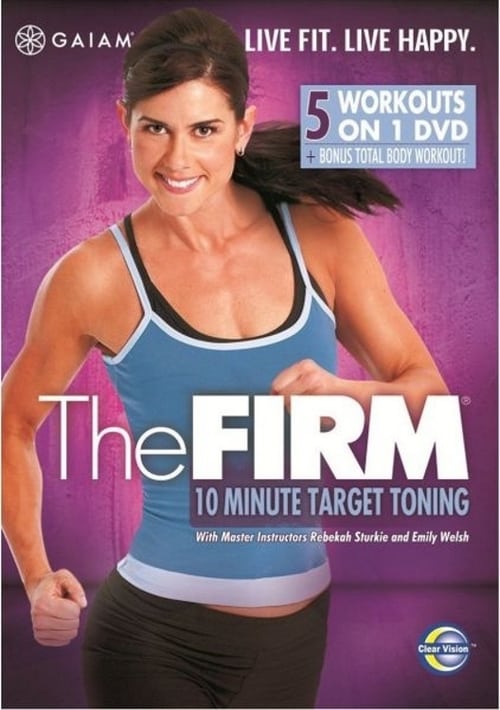 GAIAM
LIVE FIT. LIVE HAPPY.
5 WORKOUTS
ON 1 DVD
+ BONUS TOTAL BODY WORKOUT!
The FIRM®
10 MINUTE TARGET TONING
With Master Instructors Rebekah Sturkie and Emily Welsh
Clear Vision™